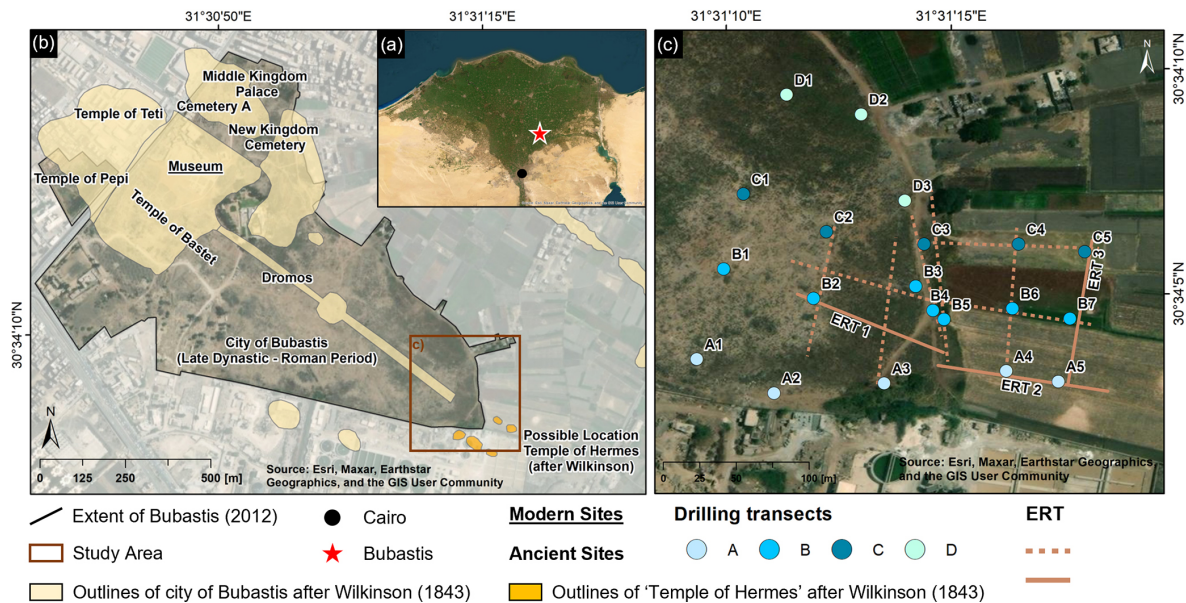 31°30'50"E
31°31'15"E
31°31'10"E
31°31'15"E
(b)
Middle Kingdom
Palace
Cemetery A
Temple of Teti
New Kingdom
Cemetery
Museum
Temple of Pepi
Temple of Bastet
Dromos
City of Bubastis
(Late Dynastic - Roman Period)
c)
30°34'10"N
N
0 125 250 500 [m]
Possible Location
Temple of Hermes
(after Wilkinson)
Source: Esri, Maxar, Earthstar
Geographics, and the GIS User Community
(a)
(c)
N
30°34'10"N
30°34'5"N
D1
D2
D3
C1
C2
C3
C4
C5
B1
B2
B3
B4
B5
B6
B7
A1
A2
A3
A4
A5
ERT 1
ERT 2
ERT 3
0 25 50 100 [m]
Source: Esri, Maxar, Earthstar Geographics
and the GIS User Community
Extent of Bubastis (2012)
Cairo
Modern Sites
Drilling transects
ERT
Study Area
Bubastis
Ancient Sites
A B C D
Outlines of city of Bubastis after Wilkinson (1843)
Outlines of ‘Temple of Hermes’ after Wilkinson (1843)